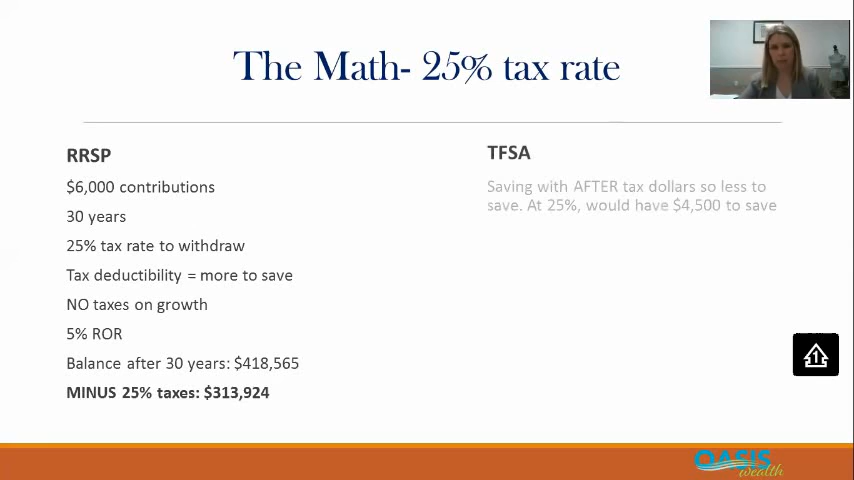 The Math- 25% tax rate
RRSP
$6,000 contributions
30 years
25% tax rate to withdraw
Tax deductibility = more to save
NO taxes on growth
5% ROR
Balance after 30 years: $418,565
MINUS 25% taxes: $313,924
TFSA
Saving with AFTER tax dollars so less to
save. At 25%, would have $4,500 to save
1
OASIS
wealth